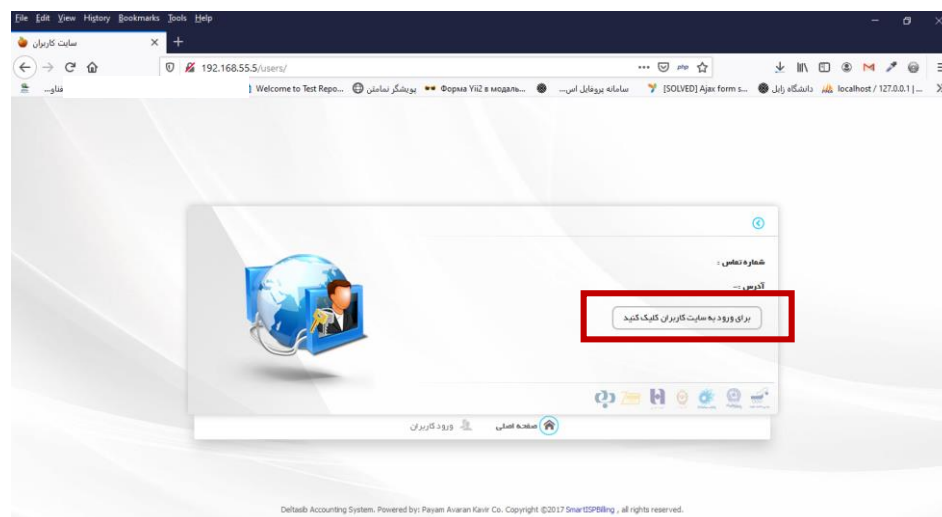 File Edit View History Bookmarks Tools Help
سایت کاربران
192.168.55.5/users/
فناو...
Welcome to Test Repo...
پویشگر نمامتن
Форма Yii2 в модаль...
سامانه پروفایل اس...
[SOLVED] Ajax form s...
دانشگاه زابل
localhost / 127.0.0.1 | ...
شماره تماس :
آدرس :-
برای ورود به سایت کاربران کلیک کنید
صفحه اصلی
ورود کاربران
Deltasib Accounting System. Powered by: Payam Avaran Kavir Co. Copyright ©2017 SmartISPBilling , all rights reserved.